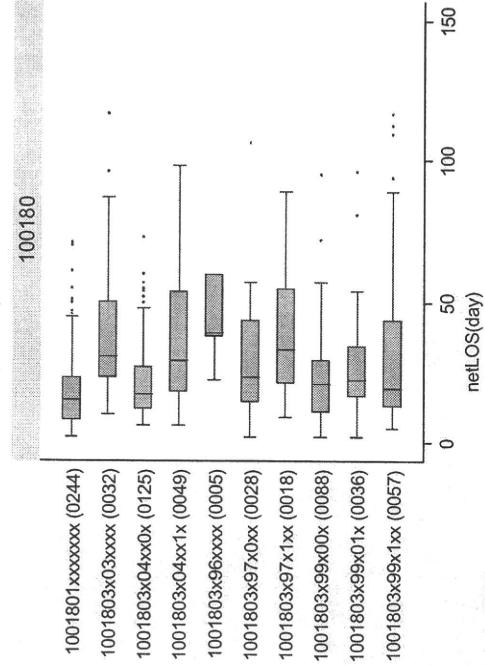 100180
1001801xxxxxxx (0244)
1001803x03xxxx (0032)
1001803x04xx0x (0125)
1001803x04xx1x (0049)
1001803x96xxxx (0005)
1001803x97x0xx (0028)
1001803x97x1xx (0018)
1001803x99x00x (0088)
1001803x99x01x (0036)
1001803x99x1xx (0057)
0
50
100
150
netLOS(day)